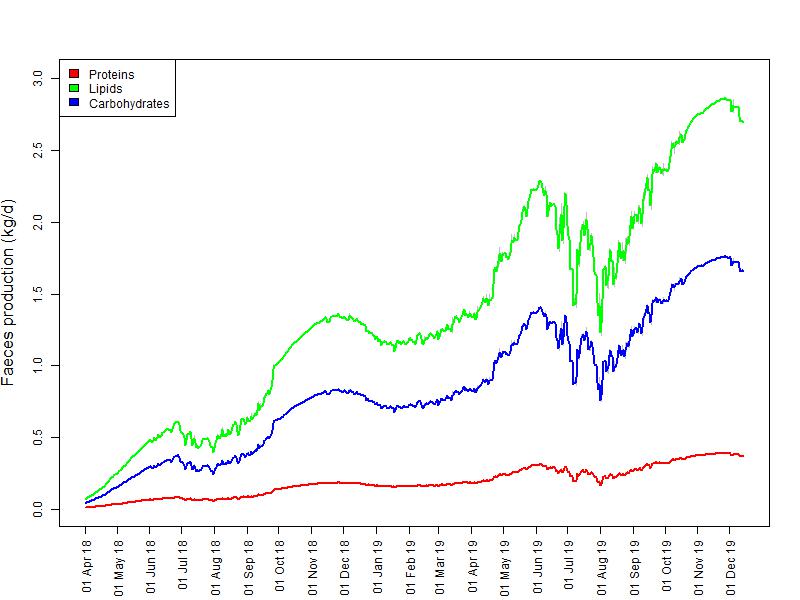 Proteins
Lipids
Carbohydrates
Faeces production (kg/d)
3.0
2.5
2.0
1.5
1.0
0.5
0.0
01 Apr 18
01 May 18
01 Jun 18
01 Jul 18
01 Aug 18
01 Sep 18
01 Oct 18
01 Nov 18
01 Dec 18
01 Jan 19
01 Feb 19
01 Mar 19
01 Apr 19
01 May 19
01 Jun 19
01 Jul 19
01 Aug 19
01 Sep 19
01 Oct 19
01 Nov 19
01 Dec 19